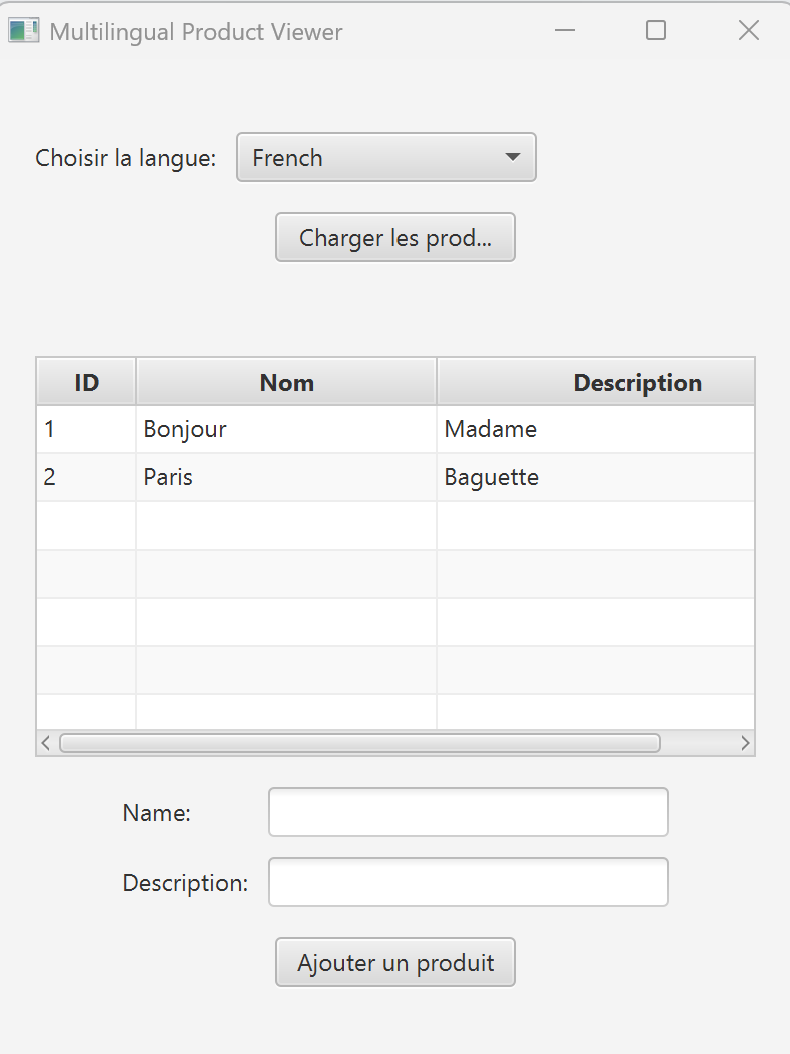 Multilingual Product Viewer
Choisir la langue: French
Charger les prod...
ID Nom Description
1 Bonjour Madame
2 Paris Baguette
Name:
Description:
Ajouter un produit